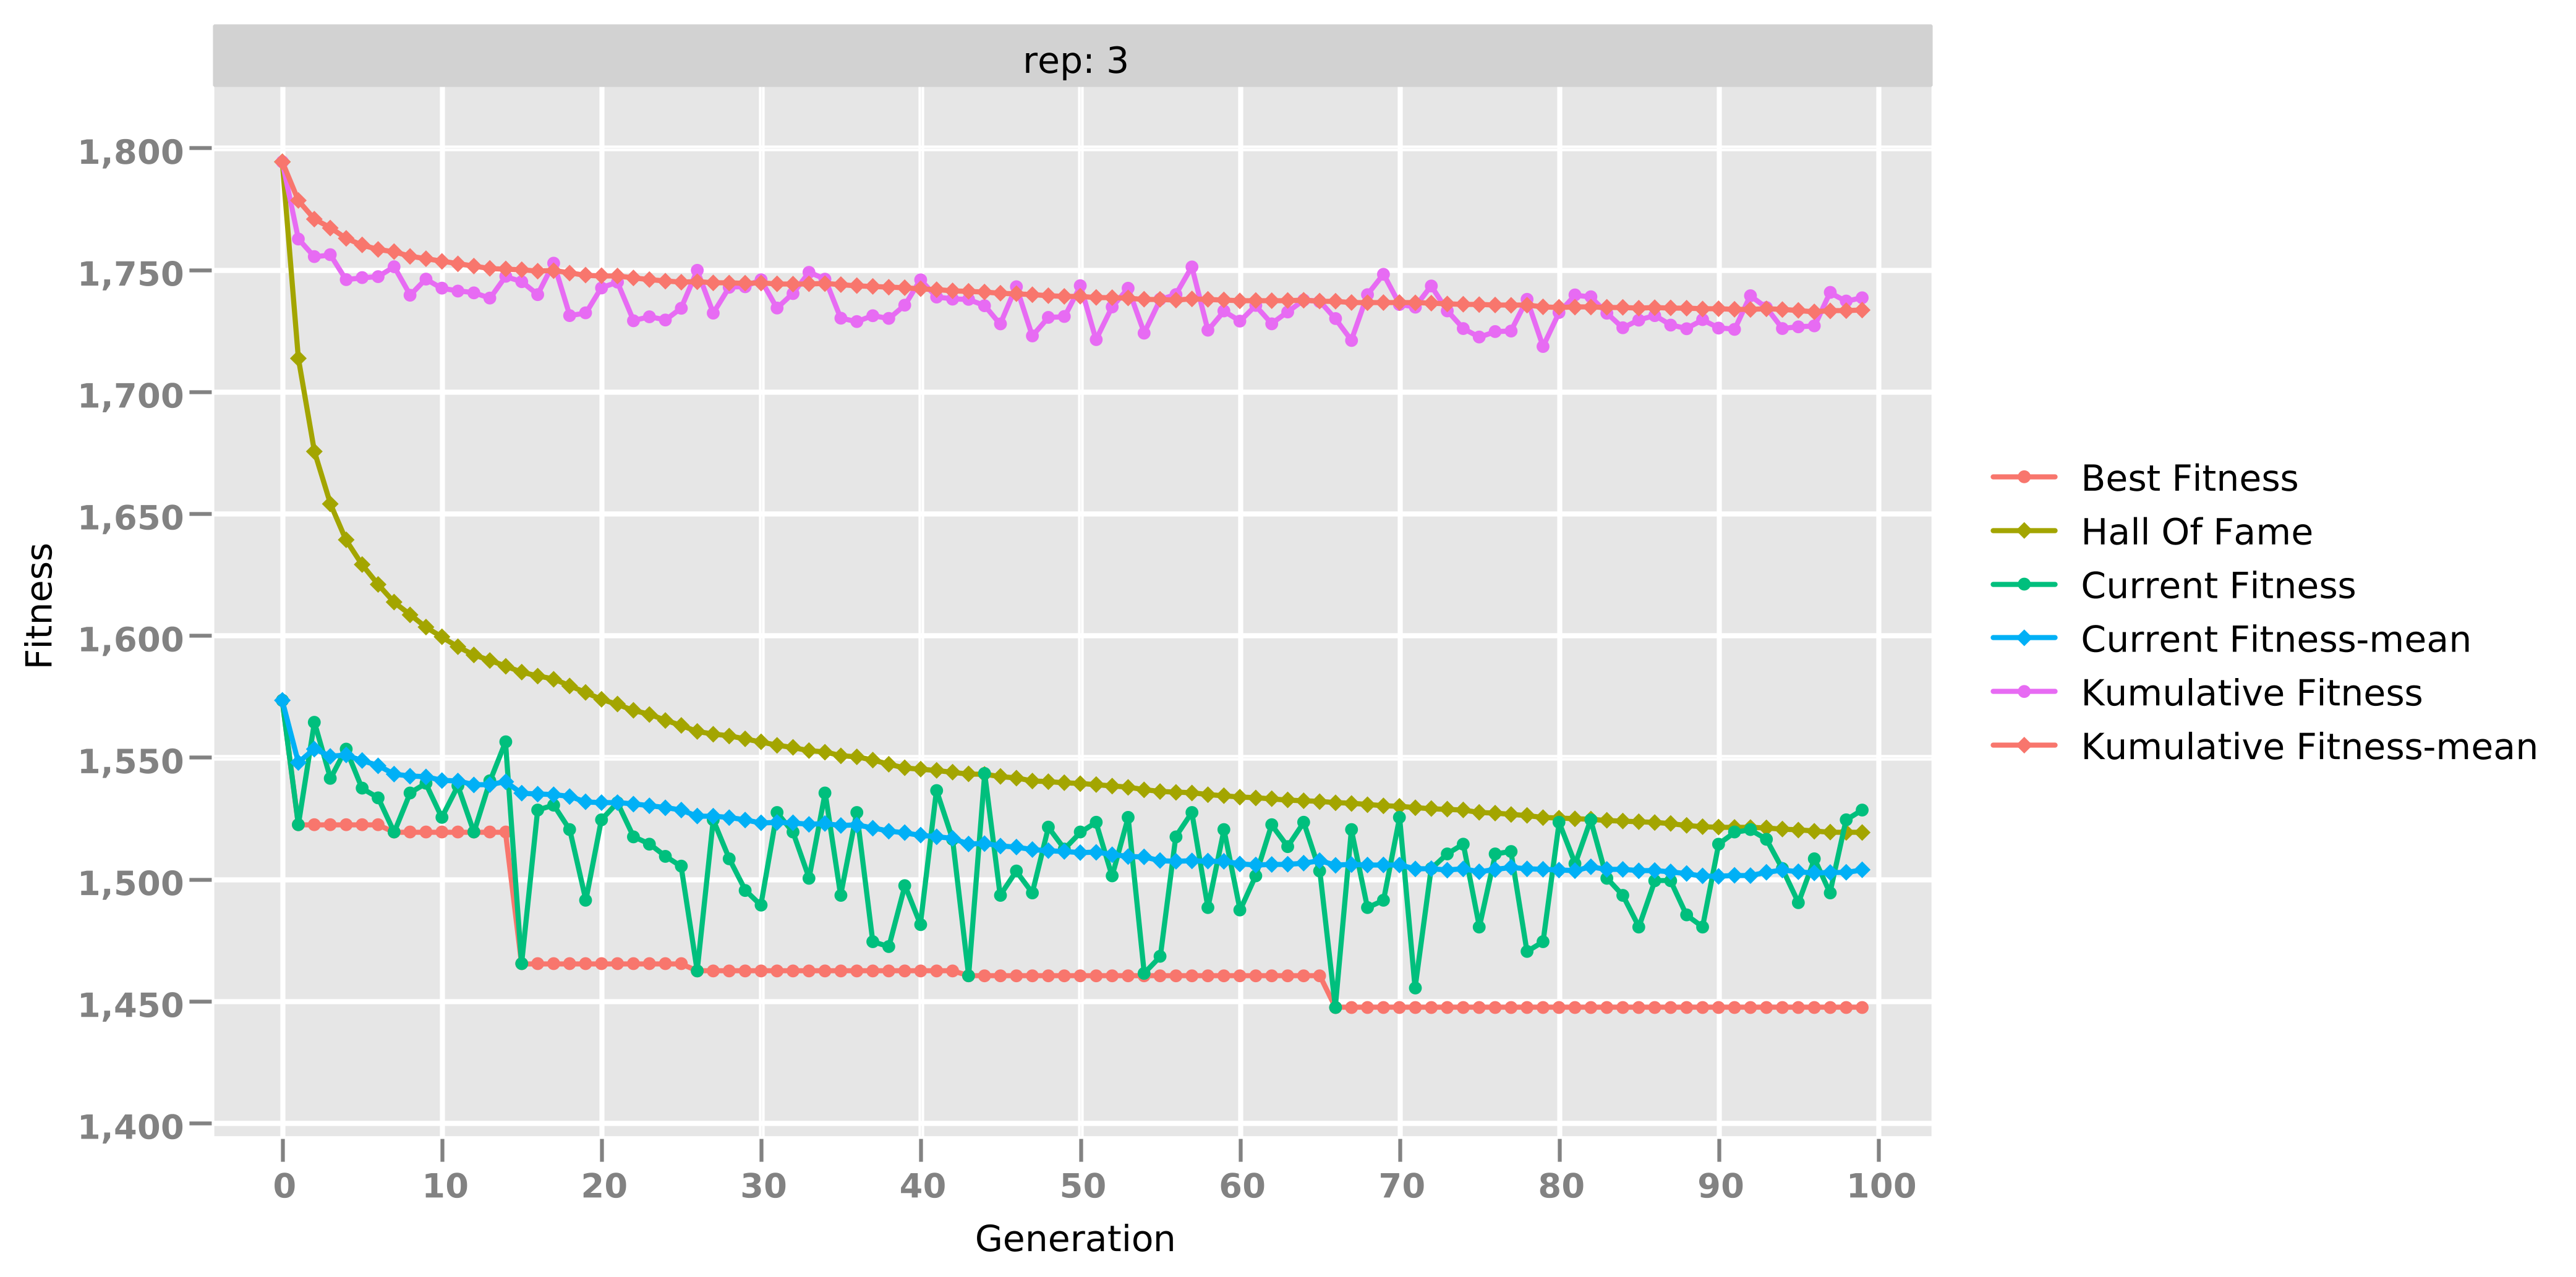 rep: 3
1,800
1,750
1,700
1,650
1,600
1,550
1,500
1,450
1,400
Fitness
0 10 20 30 40 50 60 70 80 90 100
Generation
Best Fitness
Hall Of Fame
Current Fitness
Current Fitness-mean
Kumulative Fitness
Kumulative Fitness-mean